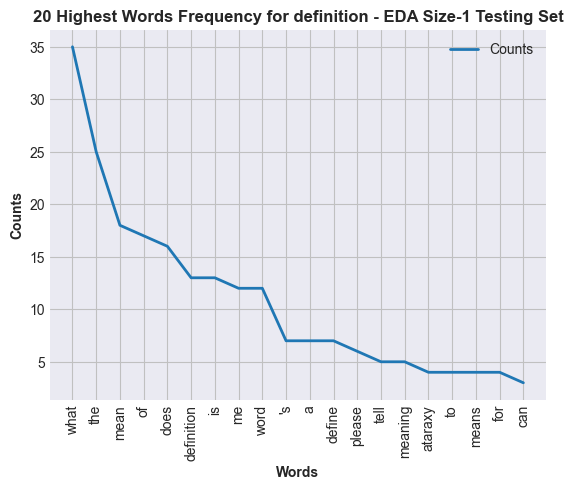 20 Highest Words Frequency for definition - EDA Size-1 Testing Set
Counts
Counts
35
30
25
20
15
10
5
what
the
mean
of
does
definition
is
me
word
's
a
define
please
tell
meaning
ataraxy
to
means
for
can
Words